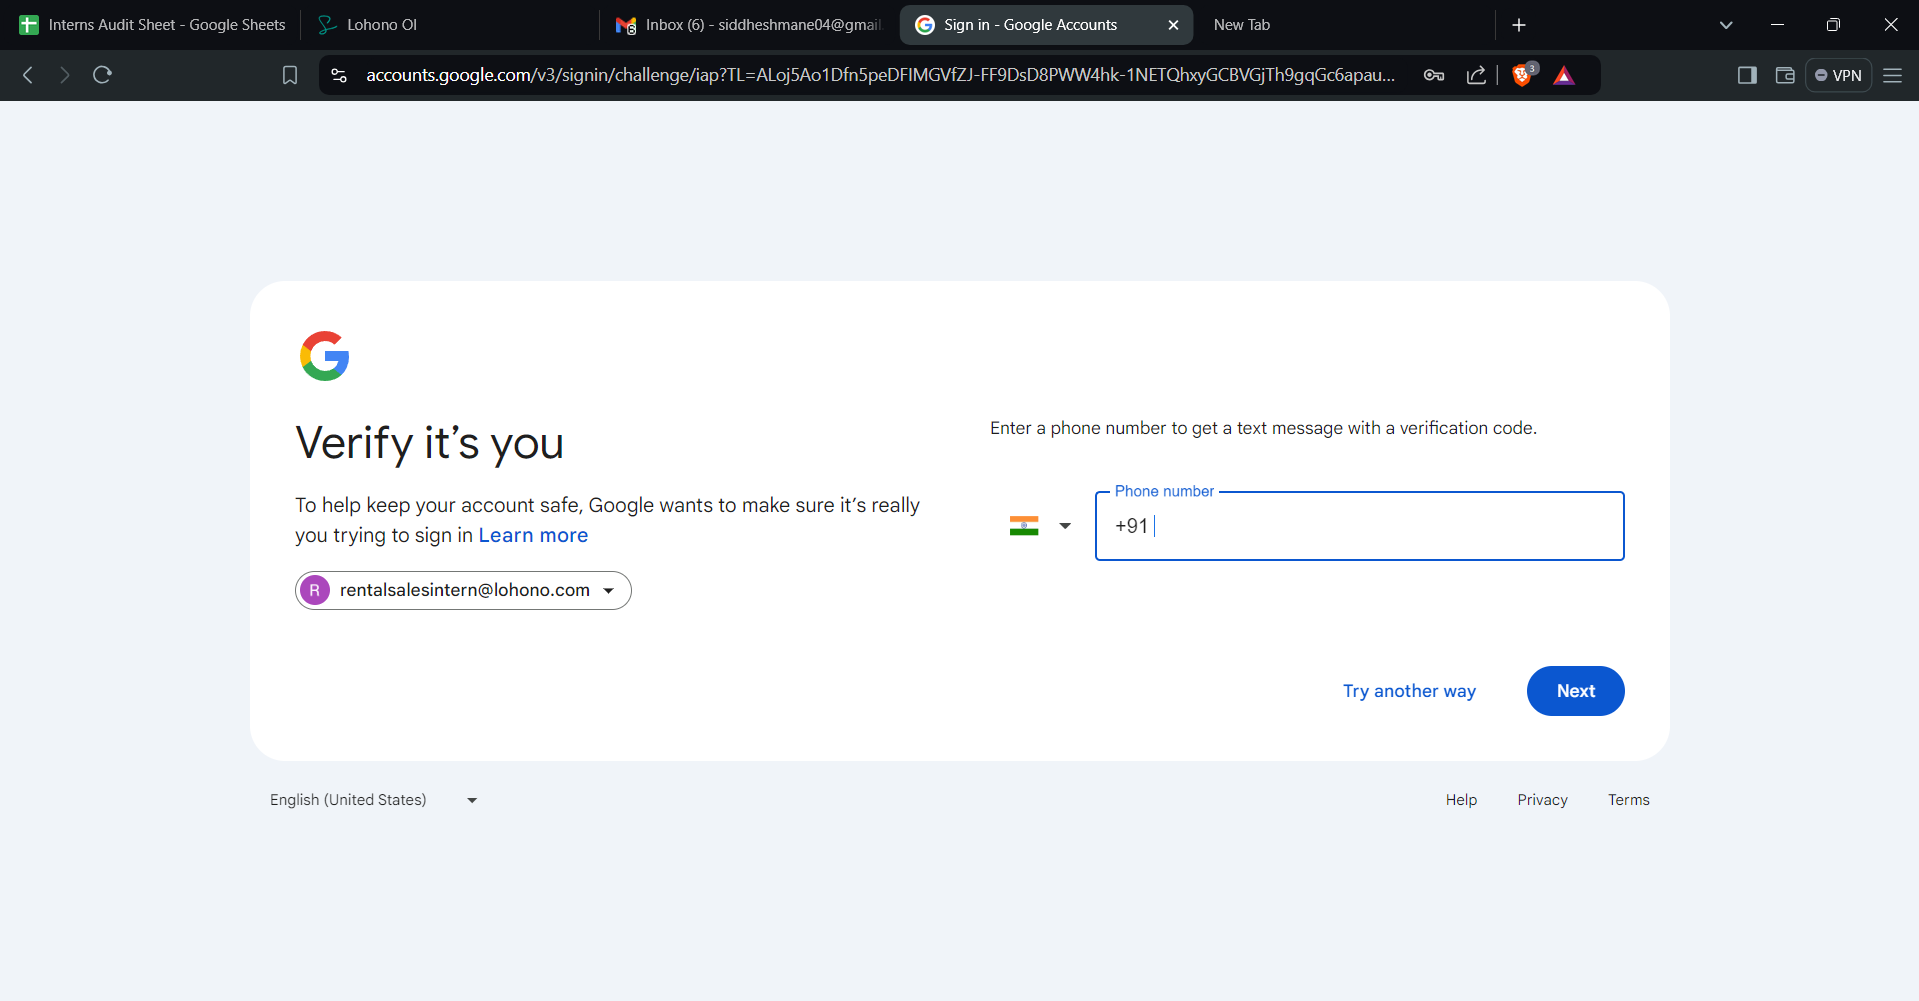 Interns Audit Sheet - Google Sheets
Lohono OI
Inbox (6) - siddheshmane04@gmail
Sign in - Google Accounts
New Tab
accounts.google.com/v3/signin/challenge/iap?TL=ALoj5Ao1Dfn5peDFIMGVfZJ-FF9DsD8PWW4hk-1NETQhxyGCBVGjTh9gqGc6apau...
3
VPN
Verify it's you
To help keep your account safe, Google wants to make sure it's really
you trying to sign in Learn more
R rentalsalesintern@lohono.com
Enter a phone number to get a text message with a verification code.
Phone number
+91
Try another way
Next
English (United States)
Help
Privacy
Terms